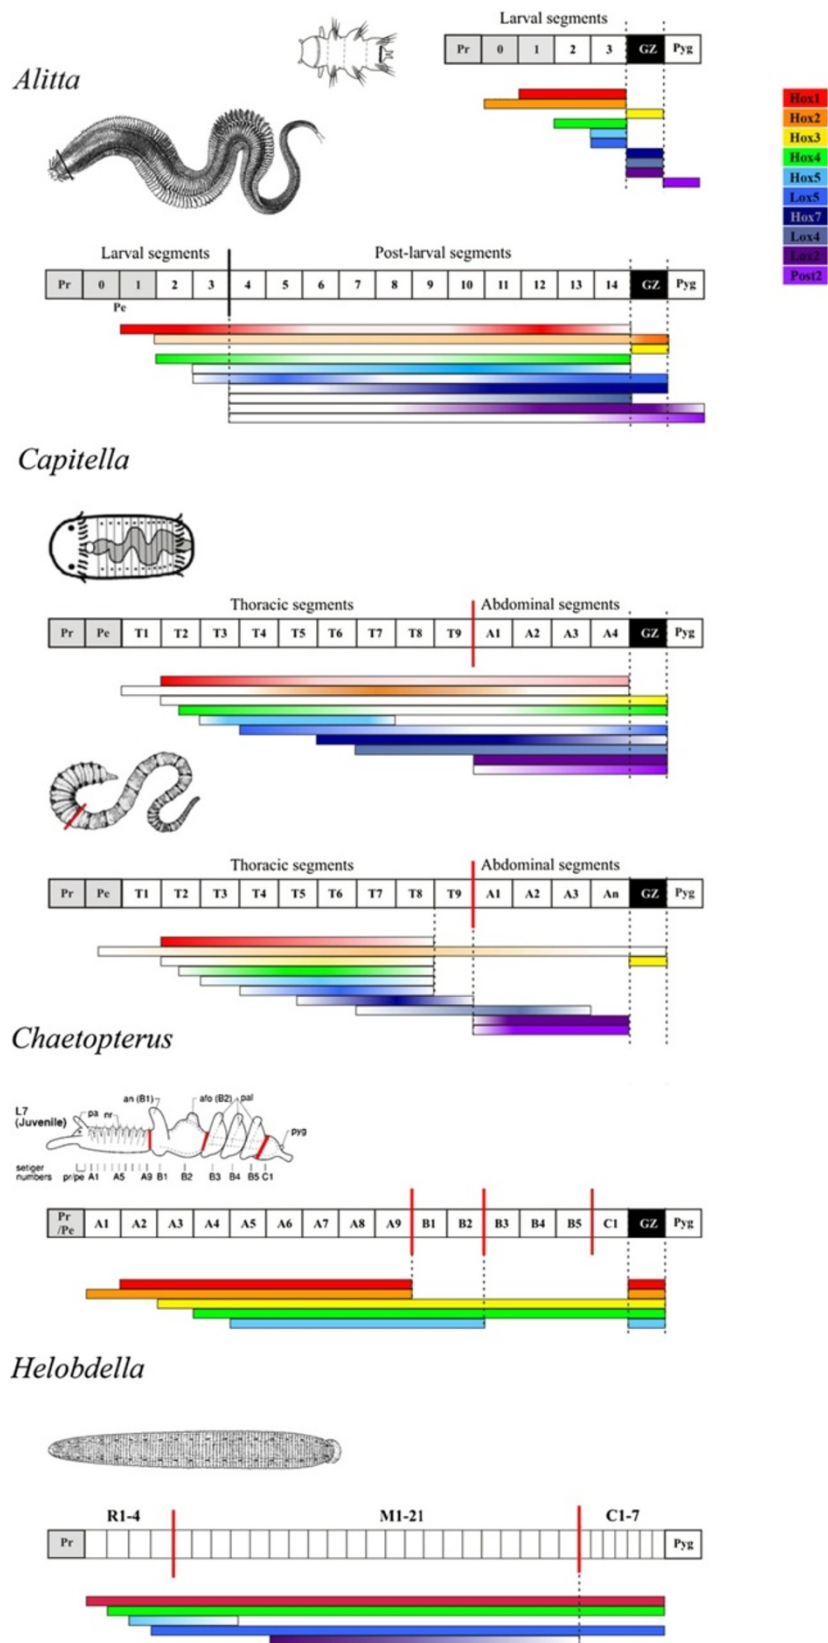 Larval segments
Pr 0 1 2 3 GZ Pyg
Alitta
Hox1
Hox2
Hox3
Hox4
Hox5
Lox5
Hox7
Lox4
Lox2
Post2
Larval segments Post-larval segments
Pr 0 1 2 3 4 5 6 7 8 9 10 11 12 13 14 GZ Pyg
Pe
Capitella
Thoracic segments Abdominal segments
Pr Pe T1 T2 T3 T4 T5 T6 T7 T8 T9 A1 A2 A3 A4 GZ Pyg
Thoracic segments Abdominal segments
Pr Pe T1 T2 T3 T4 T5 T6 T7 T8 T9 A1 A2 A3 An GZ Pyg
Chaetopterus
L7
(Juvenile)
pa nr an (B1) afo (B2) pal
pyg
setiger
numbers pr/pe A1 A5 A9 B1 B2 B3 B4 B5 C1
Pr
/Pe A1 A2 A3 A4 A5 A6 A7 A8 A9 B1 B2 B3 B4 B5 C1 GZ Pyg
Helobdella
R1-4 M1-21 C1-7
Pr Pyg